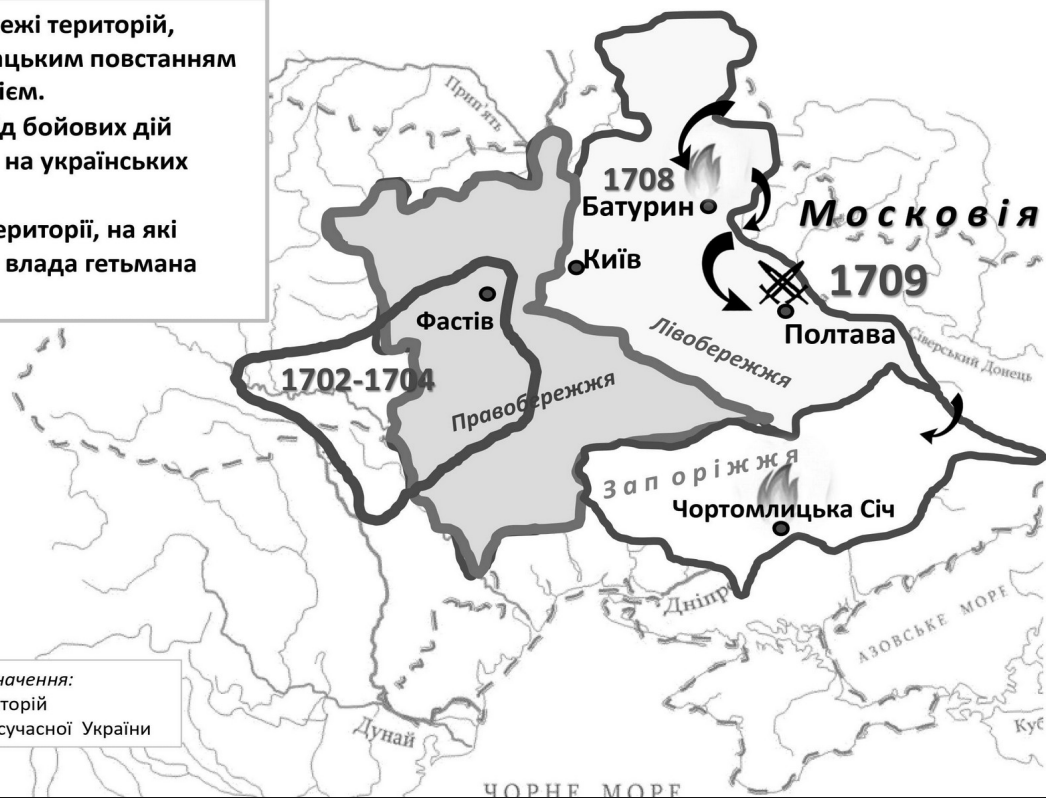 ежі територій,
ацьким повстанням
ієм.
д бойових дій
на українських
ериторії, на які
влада гетьмана
Прип'ять
1708
Батурин
Московія
Київ
1709
Фастів
Полтава
Лівобережжя
Сіверський Донець
1702-1704
Правобережжя
Запоріжжя
Чортомлицька Січ
Дніпр
АЗОВСЬКЕ МОРЕ
начення:
торій
сучасної України
Дунай
Куб
ЧОРНЕ МОРЕ